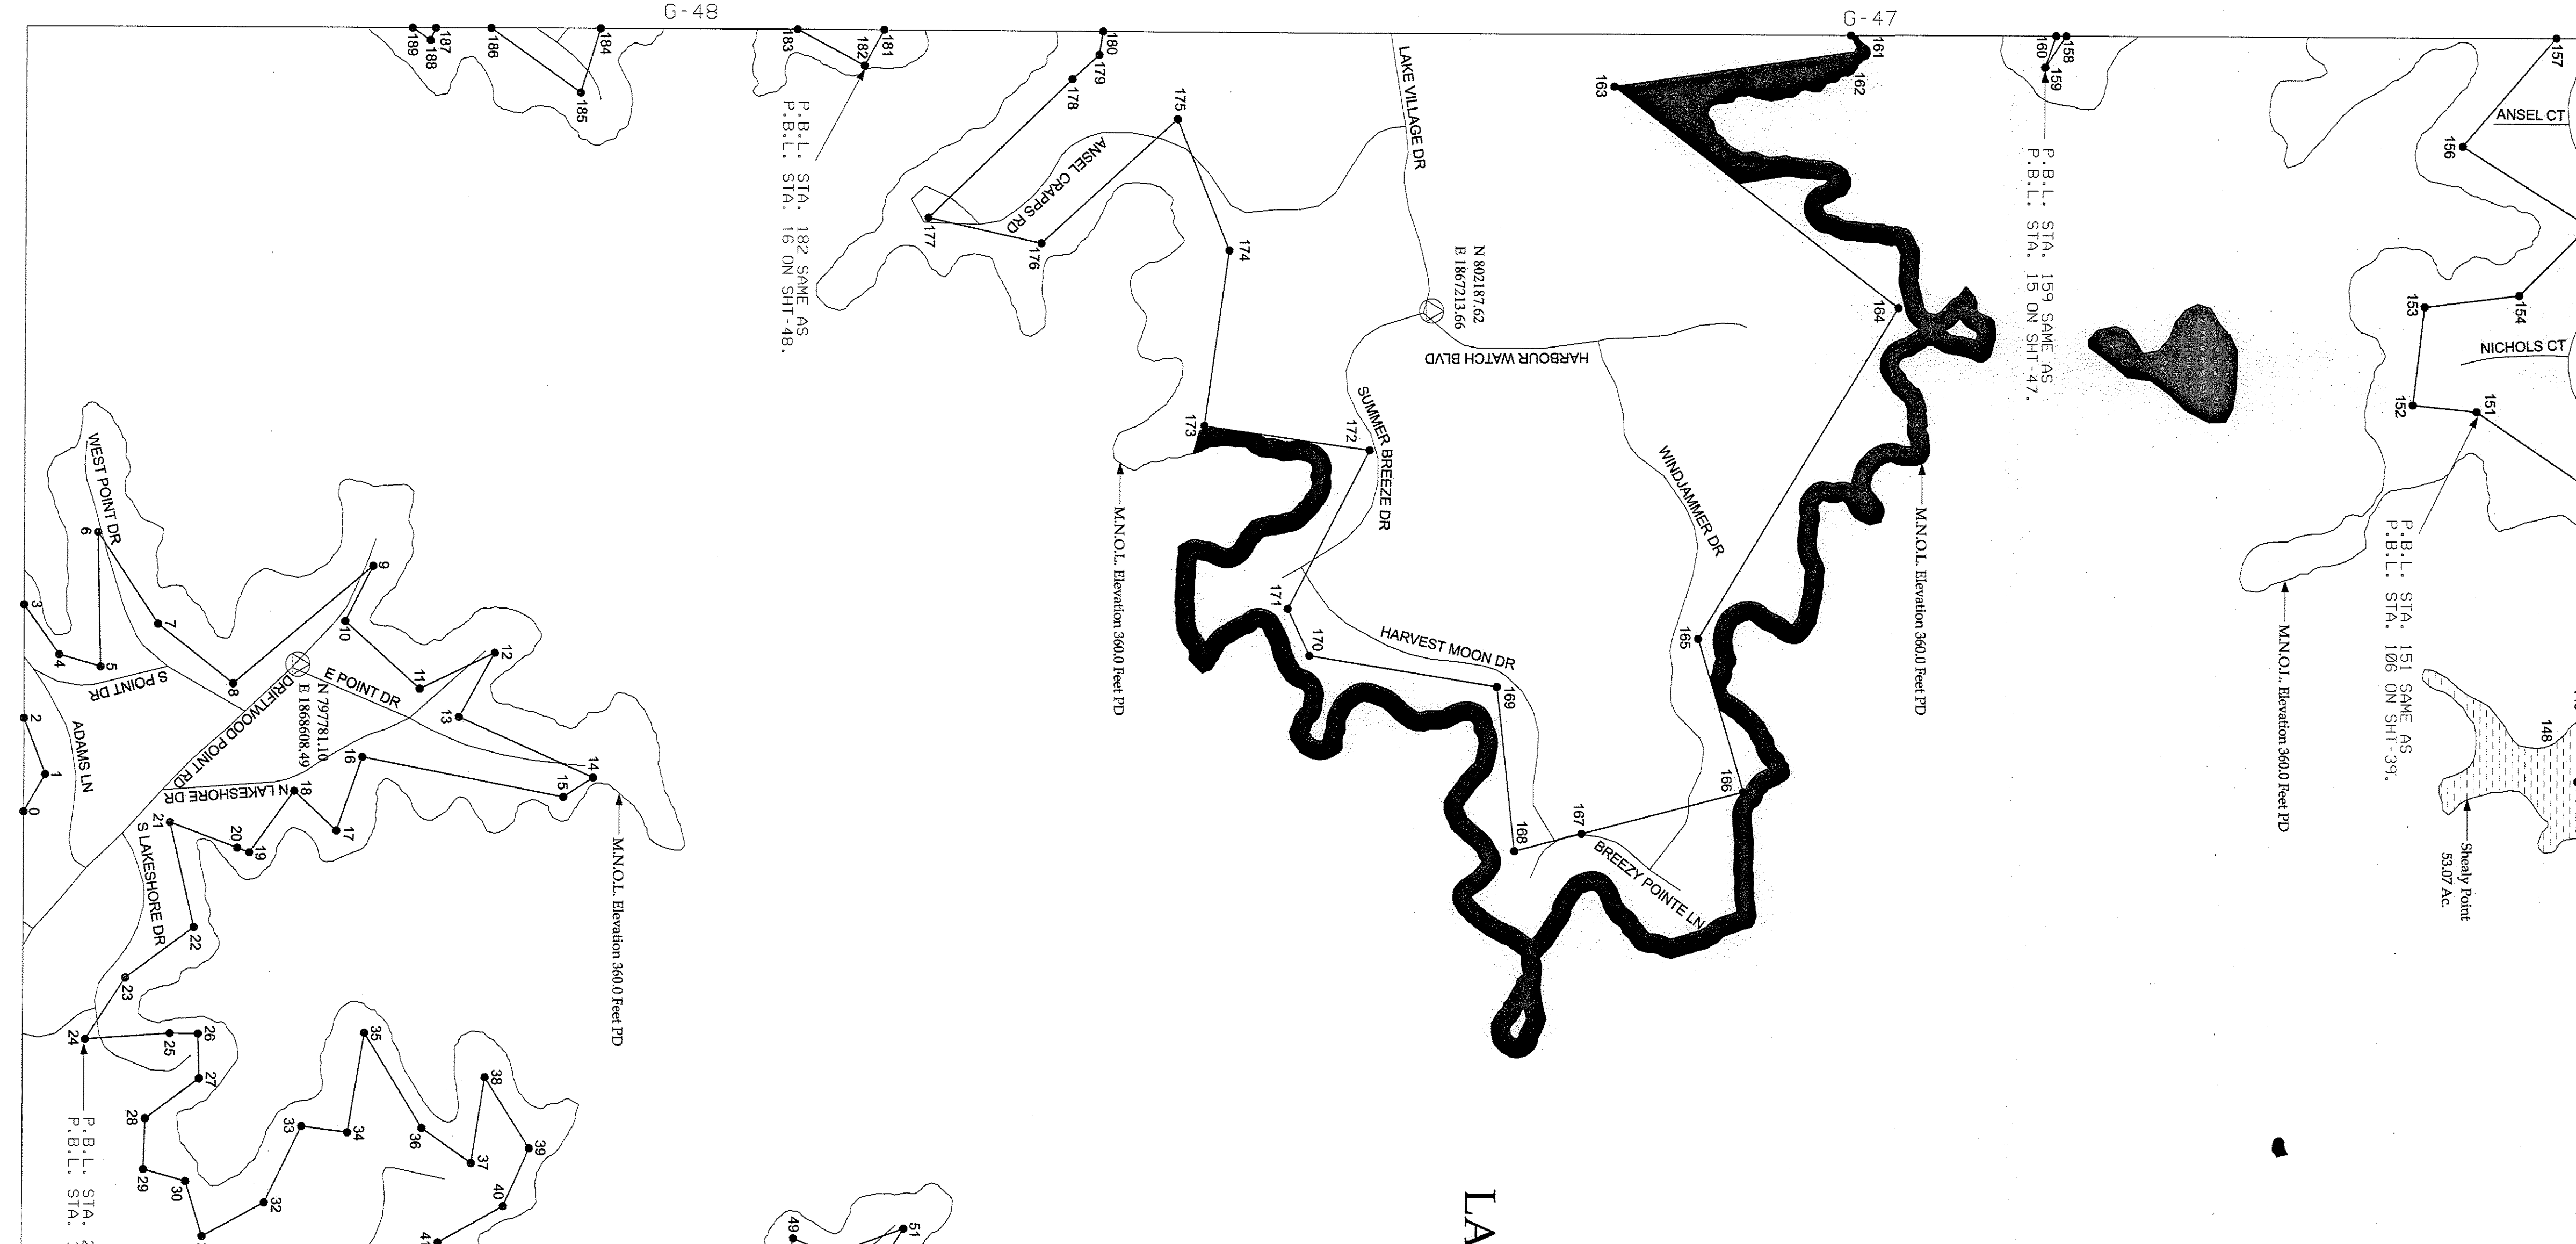 G-48
G-47
189
188
187
186
184
185
183
182
181
180
179
178
175
161
162
163
160
158
159
157
ANSEL CT
156
P.B.L. STA. 182 SAME AS
P.B.L. STA. 16 ON SHT-48.
ANSEL CRAPPS RD
LAKE VILLAGE DR
P.B.L. STA. 159 SAME AS
P.B.L. STA. 15 ON SHT-47.
177
176
174
N 802187.62
E 1867213.66
164
153
154
NICHOLS CT
HARBOUR WATCH BLVD
173
172
SUMMER BREEZE DR
WINDJAMMER DR
152
151
P.B.L. STA. 151 SAME AS
P.B.L. STA. 106 ON SHT-39.
M.N.O.L. Elevation 360.0 Feet PD
M.N.O.L. Elevation 360.0 Feet PD
M.N.O.L. Elevation 360.0 Feet PD
WEST POINT DR
6
9
3
7
10
12
4
5
8
11
S POINT DR
E POINT DR
N 797781.10
E 1868608.49
DRIFTWOOD POINT RD
171
170
HARVEST MOON DR
165
169
2
1
0
ADAMS LN
13
14
15
16
N LAKESHORE DR
18
17
21
20
19
S LAKESHORE DR
22
M.N.O.L. Elevation 360.0 Feet PD
168
167
166
BREEZY POINTE LN
148
Shealy Point
53.07 Ac.
23
24
25
26
27
28
29
30
32
33
34
35
36
37
38
39
40
41
P.B.L. STA.
P.B.L. STA.
49
51
LA